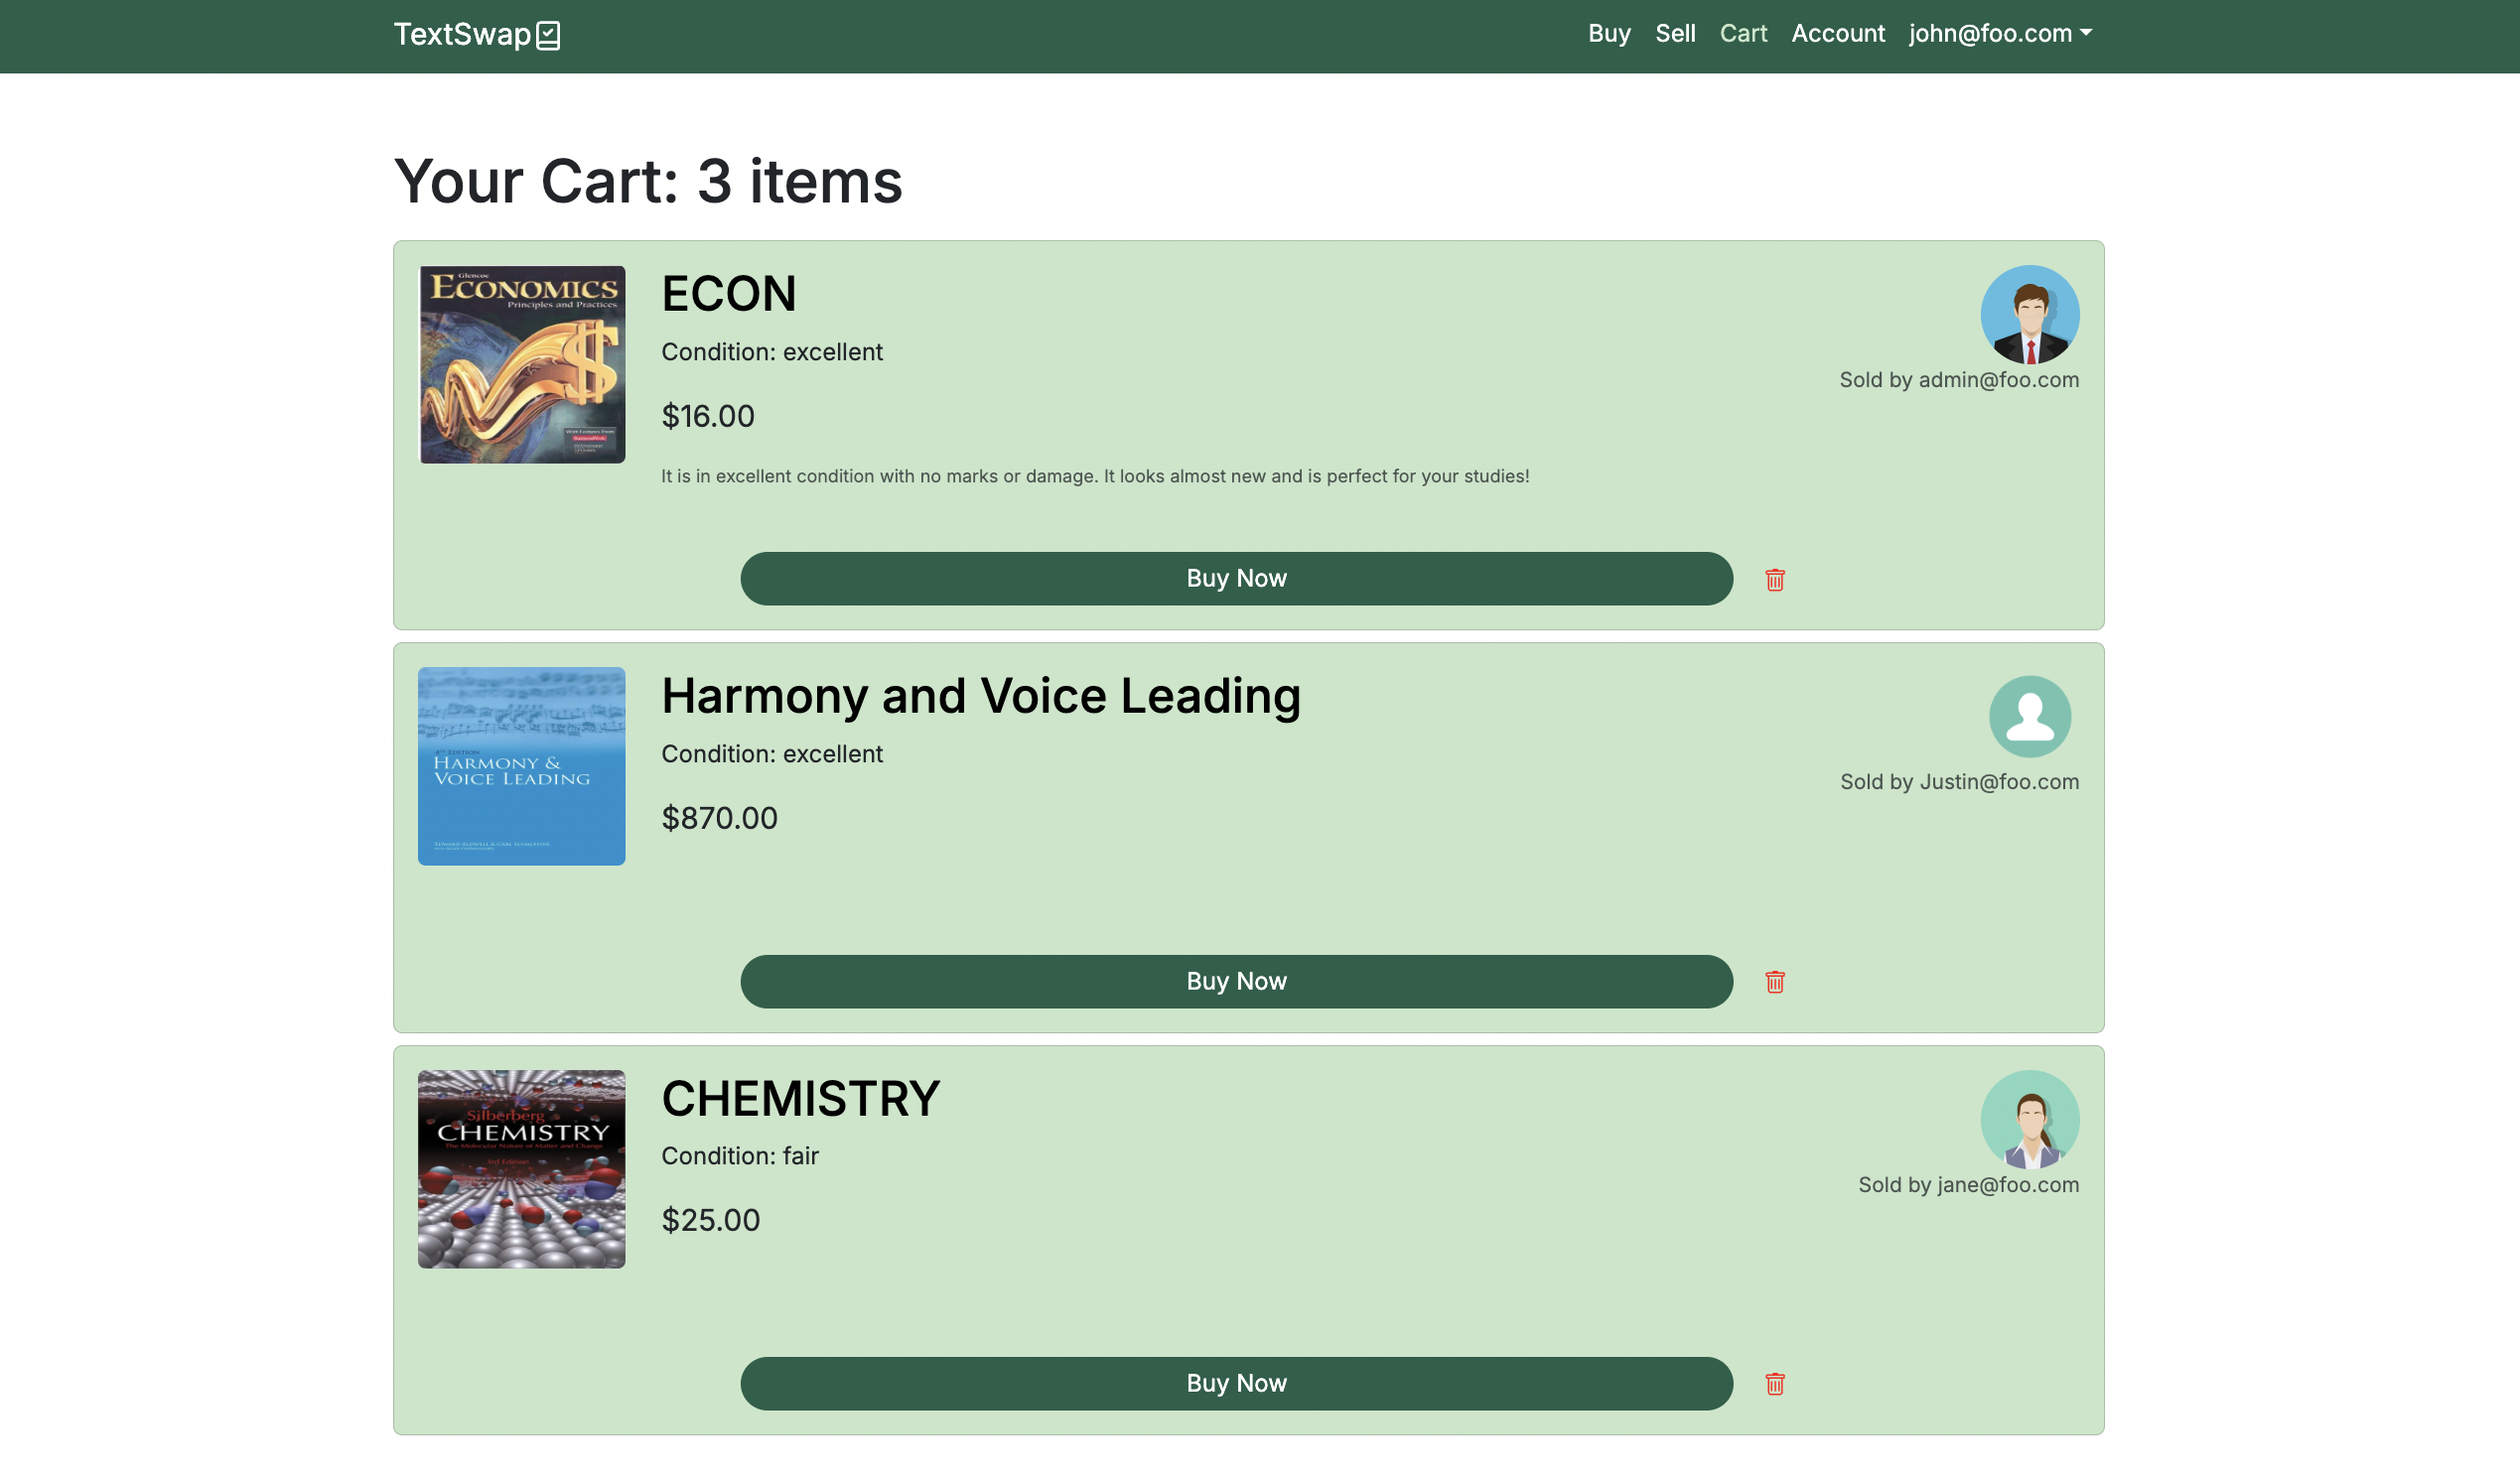 TextSwap
Buy Sell Cart Account john@foo.com
Your Cart: 3 items
Glencoe
ECONOMICS
Principles and Practices
ECON
Condition: excellent
$16.00
It is in excellent condition with no marks or damage. It looks almost new and is perfect for your studies!
Sold by admin@foo.com
Buy Now
4TH EDITION
HARMONY &
VOICE LEADING
Harmony and Voice Leading
Condition: excellent
$870.00
Sold by Justin@foo.com
Buy Now
Silberberg
CHEMISTRY
The Molecular Nature of Matter and Change
3rd Edition
CHEMISTRY
Condition: fair
$25.00
Sold by jane@foo.com
Buy Now